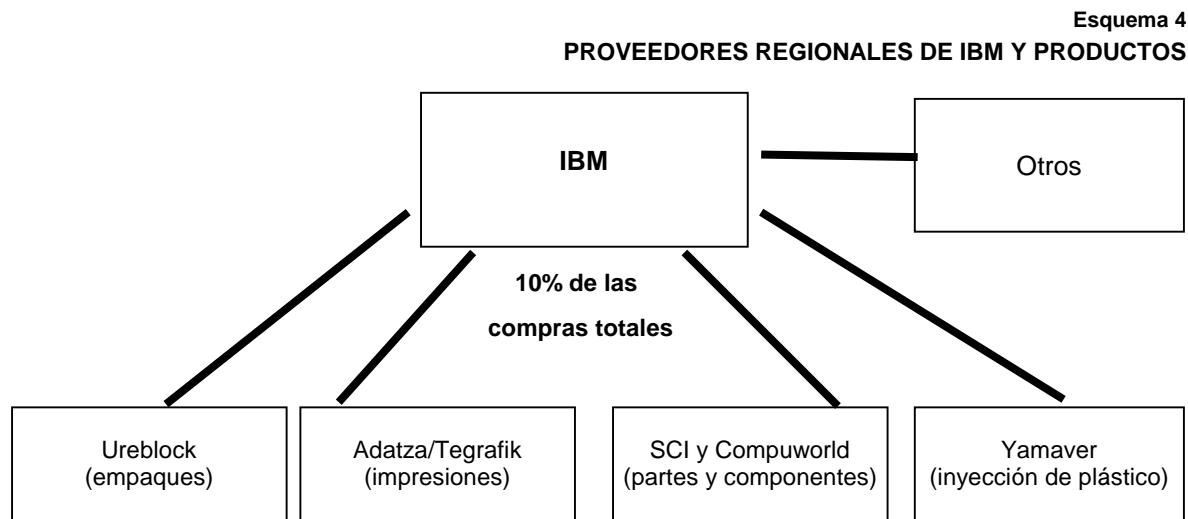 Esquema 4
PROVEEDORES REGIONALES DE IBM Y PRODUCTOS
IBM
Otros
10% de las
compras totales
Ureblock
(empaques)
Adatza/Tegrafik
(impresiones)
SCI y Compuworld
(partes y componentes)
Yamaver
(inyección de plástico)